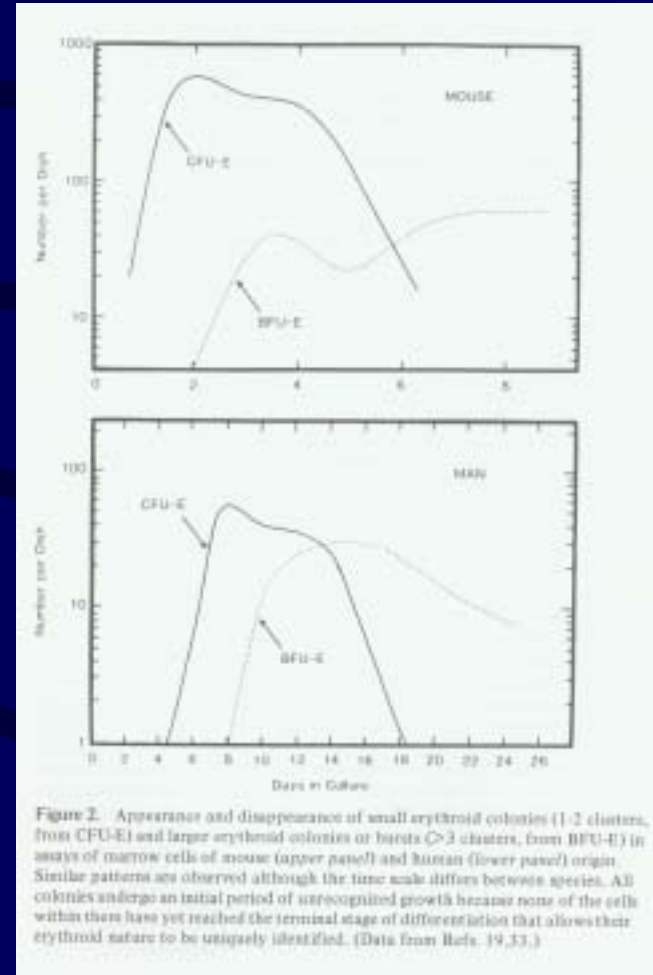 1000
MOUSE
CFU-E
Number per Dish
100
10
BFU-E
0 2 4 6 8
100
MAN
CFU-E
Number per Dish
10
BFU-E
1
0 2 4 6 8 10 12 14 16 18 20 22 24 26
Days in Culture
Figure 2. Appearance and disappearance of small erythroid colonies (1-2 clusters,
from CFU-E) and larger erythroid colonies or bursts (>3 clusters, from BFU-E) in
assays of marrow cells of mouse (upper panel) and human (lower panel) origin.
Similar patterns are observed although the time scale differs between species. All
colonies undergo an initial period of unrecognized growth because none of the cells
within them have yet reached the terminal stage of differentiation that allows their
erythroid nature to be uniquely identified. (Data from Refs. 19,33.)